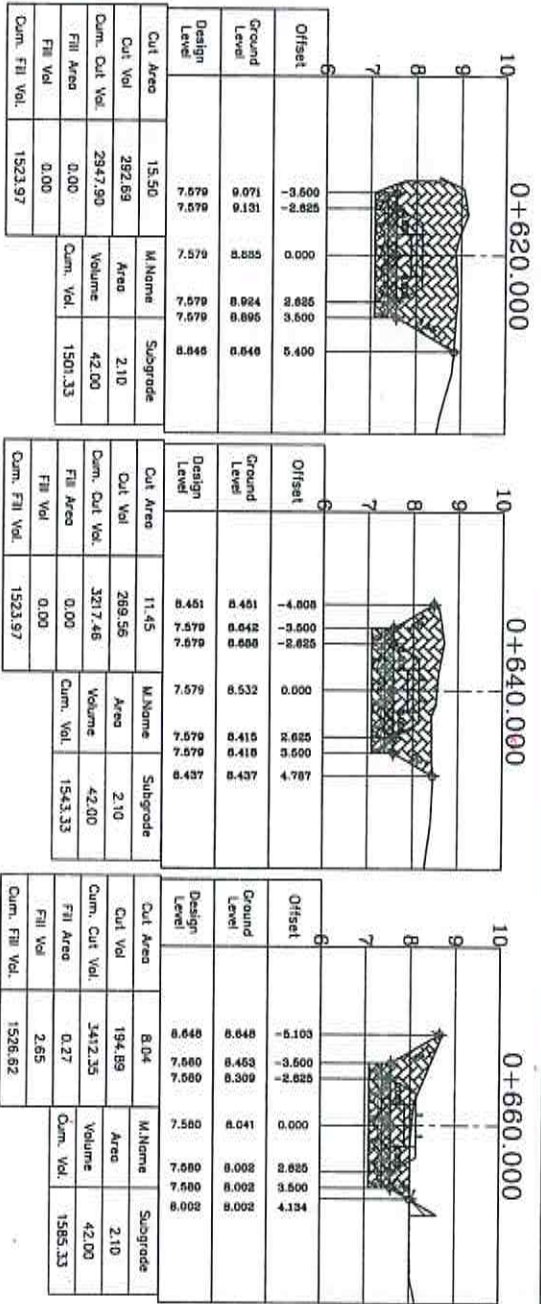 0+620.000
10
9
8
7
6
Offset -3.500 -2.625 0.000 2.625 3.500 5.400
Ground Level 9.071 9.131 8.885 8.924 8.895 8.846
Design Level 7.579 7.579 7.579 7.579 7.579 8.846
Cut Area 15.50
Cut Vol 292.69
Cum. Cut Vol. 2947.90
Fill Area 0.00
Fill Vol 0.00
Cum. Fill Vol. 1523.97
M.Name Subgrade
Area 2.10
Volume 42.00
Cum. Vol. 1501.33
0+640.000
10
9
8
7
6
Offset -4.808 -3.500 -2.625 0.000 2.625 3.500 4.787
Ground Level 8.451 8.642 8.688 8.532 8.415 8.418 8.437
Design Level 8.451 7.579 7.579 7.579 7.579 7.579 8.437
Cut Area 11.45
Cut Vol 269.56
Cum. Cut Vol. 3217.46
Fill Area 0.00
Fill Vol 0.00
Cum. Fill Vol. 1523.97
M.Name Subgrade
Area 2.10
Volume 42.00
Cum. Vol. 1543.33
0+660.000
10
9
8
7
6
Offset -5.103 -3.500 -2.625 0.000 2.625 3.500 4.134
Ground Level 8.648 8.453 8.309 8.041 8.002 8.002 8.002
Design Level 8.648 7.580 7.580 7.580 7.580 7.580 8.002
Cut Area 8.04
Cut Vol 194.89
Cum. Cut Vol. 3412.35
Fill Area 0.27
Fill Vol 2.65
Cum. Fill Vol. 1526.62
M.Name Subgrade
Area 2.10
Volume 42.00
Cum. Vol. 1585.33